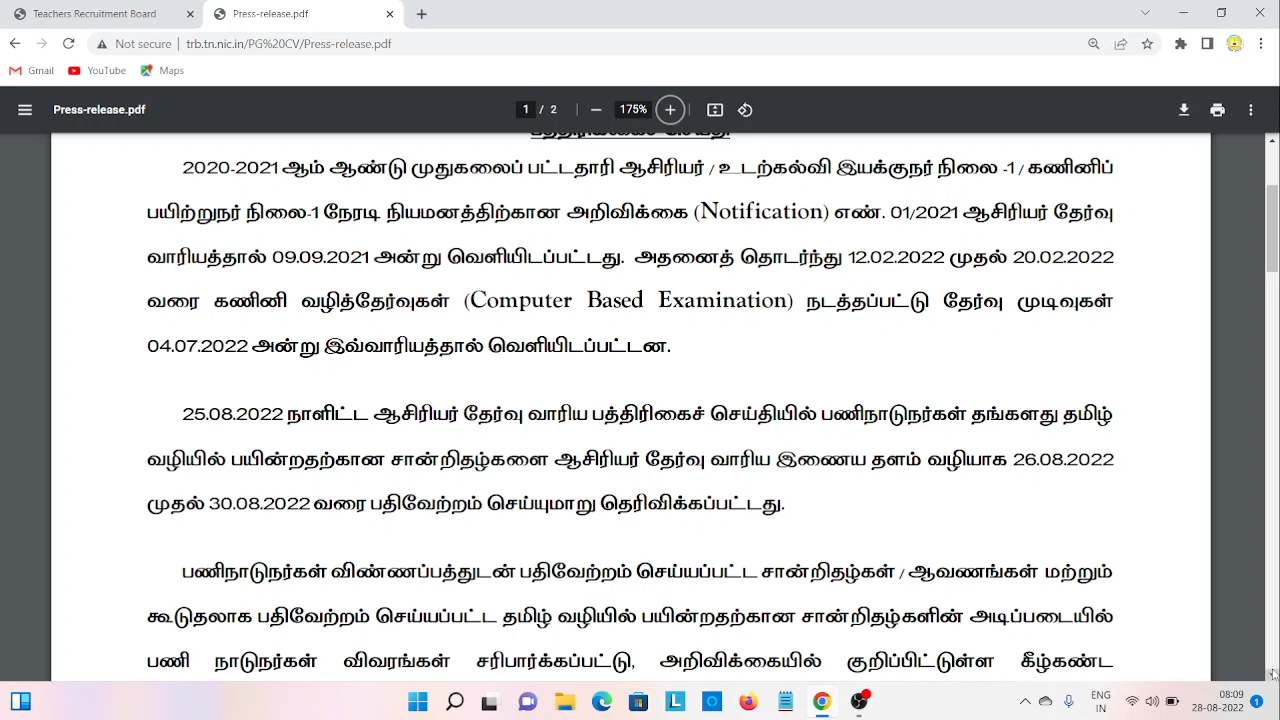 Teachers Recruitment Board
Press-release.pdf
Not secure | trb.tn.nic.in/PG%20CV/Press-release.pdf
Gmail YouTube Maps
Press-release.pdf 1 / 2 175%
2020-2021 ஆம் ஆண்டு முதுகலைப் பட்டதாரி ஆசிரியர் / உடற்கல்வி இயக்குநர் நிலை -1 / கணினிப்
பயிற்றுநர் நிலை-1 நேரடி நியமனத்திற்கான அறிவிக்கை (Notification) எண். 01/2021 ஆசிரியர் தேர்வு
வாரியத்தால் 09.09.2021 அன்று வெளியிடப்பட்டது. அதனைத் தொடர்ந்து 12.02.2022 முதல் 20.02.2022
வரை கணினி வழித்தேர்வுகள் (Computer Based Examination) நடத்தப்பட்டு தேர்வு முடிவுகள்
04.07.2022 அன்று இவ்வாரியத்தால் வெளியிடப்பட்டன.
25.08.2022 நாளிட்ட ஆசிரியர் தேர்வு வாரிய பத்திரிகைச் செய்தியில் பணிநாடுநர்கள் தங்களது தமிழ்
வழியில் பயின்றதற்கான சான்றிதழ்களை ஆசிரியர் தேர்வு வாரிய இணைய தளம் வழியாக 26.08.2022
முதல் 30.08.2022 வரை பதிவேற்றம் செய்யுமாறு தெரிவிக்கப்பட்டது.
பணிநாடுநர்கள் விண்ணப்பத்துடன் பதிவேற்றம் செய்யப்பட்ட சான்றிதழ்கள் / ஆவணங்கள் மற்றும்
கூடுதலாக பதிவேற்றம் செய்யப்பட்ட தமிழ் வழியில் பயின்றதற்கான சான்றிதழ்களின் அடிப்படையில்
பணி நாடுநர்கள் விவரங்கள் சரிபார்க்கப்பட்டு, அறிவிக்கையில் குறிப்பிட்டுள்ள கீழ்கண்ட
ENG 08:09
IN 28-08-2022 1